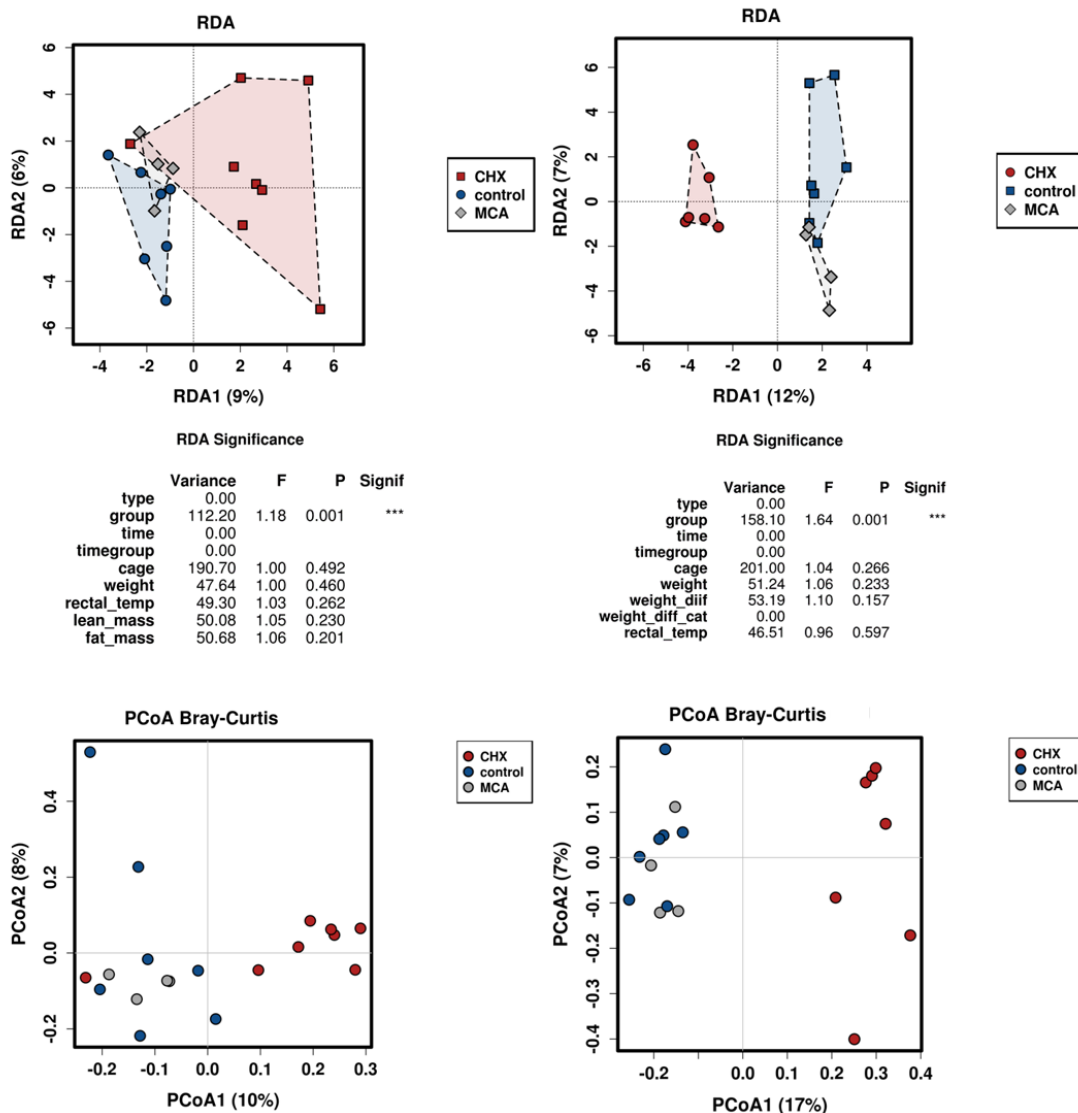 RDA
6
4
2
0
-2
-4
-6
RDA2 (6%)
-4 -2 0 2 4 6
RDA1 (9%)
CHX
control
MCA
RDA
6
4
2
0
-2
-4
-6
RDA2 (7%)
-6 -4 -2 0 2 4
RDA1 (12%)
CHX
control
MCA
RDA Significance
Variance F P Signif
type 0.00
group 112.20 1.18 0.001 ***
time 0.00
timegroup 0.00
cage 190.70 1.00 0.492
weight 47.64 1.00 0.460
rectal_temp 49.30 1.03 0.262
lean_mass 50.08 1.05 0.230
fat_mass 50.68 1.06 0.201
RDA Significance
Variance F P Signif
type 0.00
group 158.10 1.64 0.001 ***
time 0.00
timegroup 0.00
cage 201.00 1.04 0.266
weight 51.24 1.06 0.233
weight_diif 53.19 1.10 0.157
weight_diff_cat 0.00
rectal_temp 46.51 0.96 0.597
PCoA Bray-Curtis
0.4
0.2
0.0
-0.2
PCoA2 (8%)
-0.2 -0.1 0.0 0.1 0.2 0.3
PCoA1 (10%)
CHX
control
MCA
PCoA Bray-Curtis
0.2
0.1
0.0
-0.1
-0.2
-0.3
-0.4
PCoA2 (7%)
-0.2 0.0 0.1 0.2 0.3 0.4
PCoA1 (17%)
CHX
control
MCA